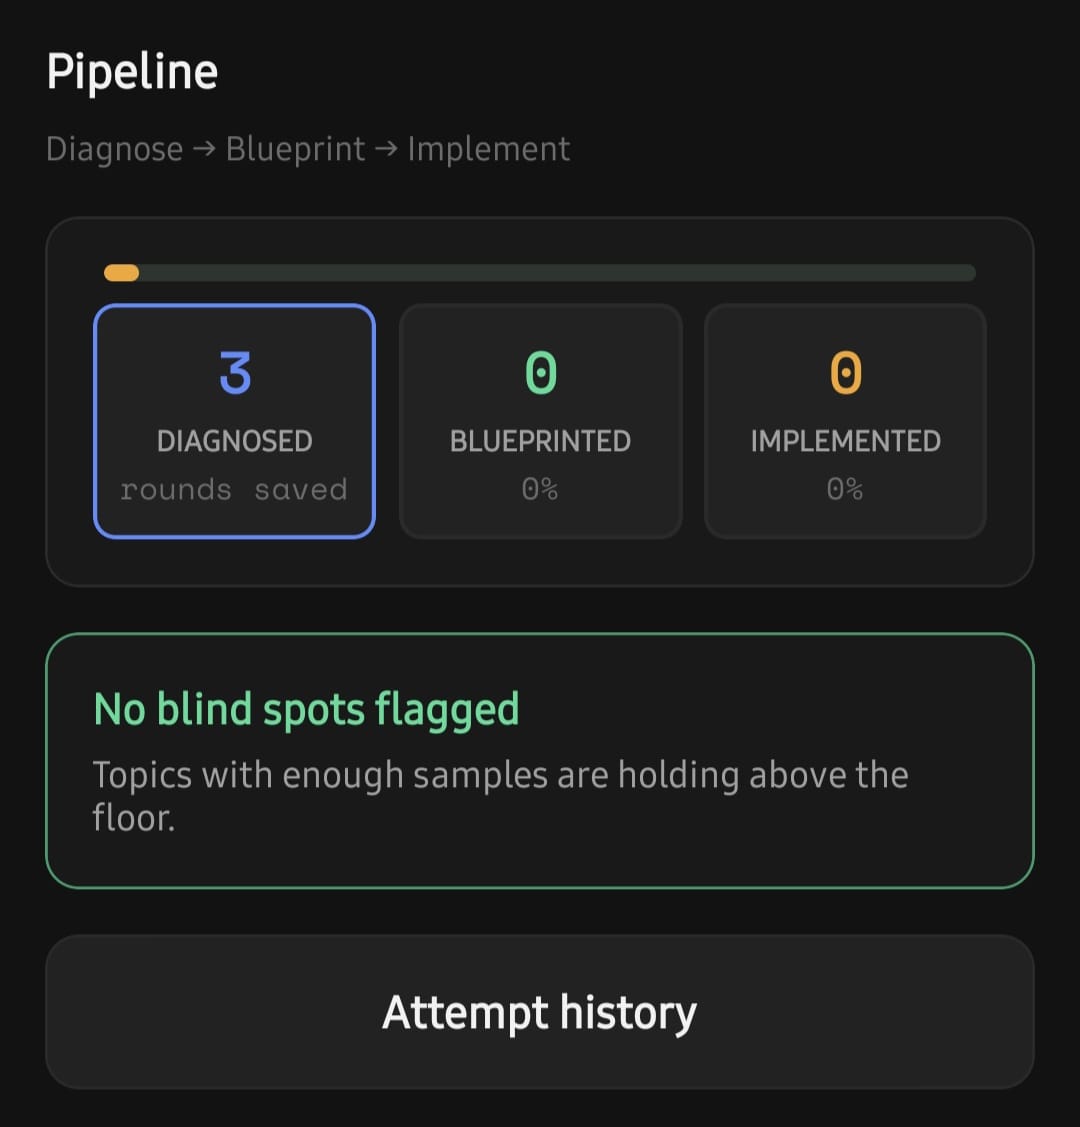 Pipeline
Diagnose → Blueprint → Implement
3
DIAGNOSED
rounds saved
0
BLUEPRINTED
0%
0
IMPLEMENTED
0%
No blind spots flagged
Topics with enough samples are holding above the
floor.
Attempt history